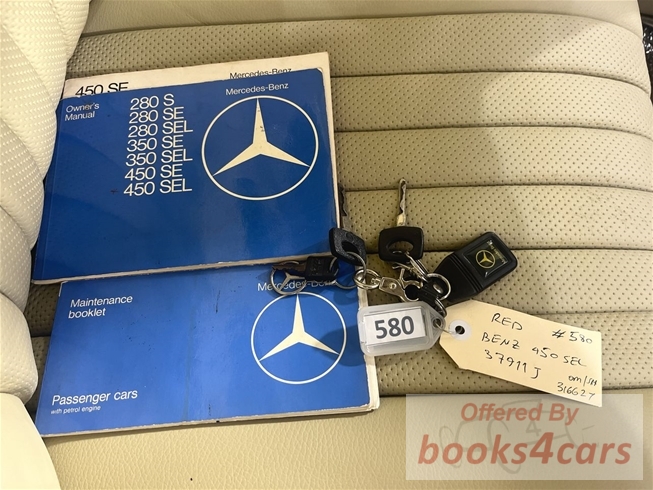 450 SE
Mercedes-Benz
Owner's
Manual
280 S
280 SE
280 SEL
350 SE
350 SEL
450 SE
450 SEL
Mercedes-Benz
Maintenance
booklet
Mercedes-Benz
Passenger cars
with petrol engine
580
RED #580
BENZ 450 SEL
37911 J
316627
Offered By
books4cars